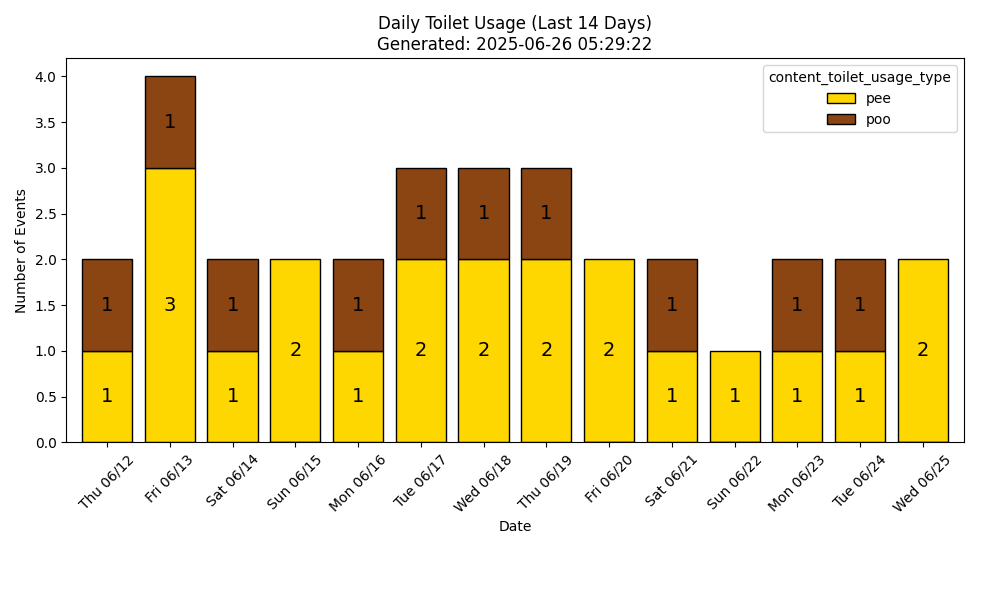 Daily Toilet Usage (Last 14 Days)
Generated: 2025-06-26 05:29:22
content_toilet_usage_type
pee
poo
Number of Events
4.0
3.5
3.0
2.5
2.0
1.5
1.0
0.5
0.0
1
1 1 1
1 3 1 1 1 1 1
2 2 2 2 2 2
1 1 1 1 1 1 1
Thu 06/12
Fri 06/13
Sat 06/14
Sun 06/15
Mon 06/16
Tue 06/17
Wed 06/18
Thu 06/19
Fri 06/20
Sat 06/21
Sun 06/22
Mon 06/23
Tue 06/24
Wed 06/25
Date